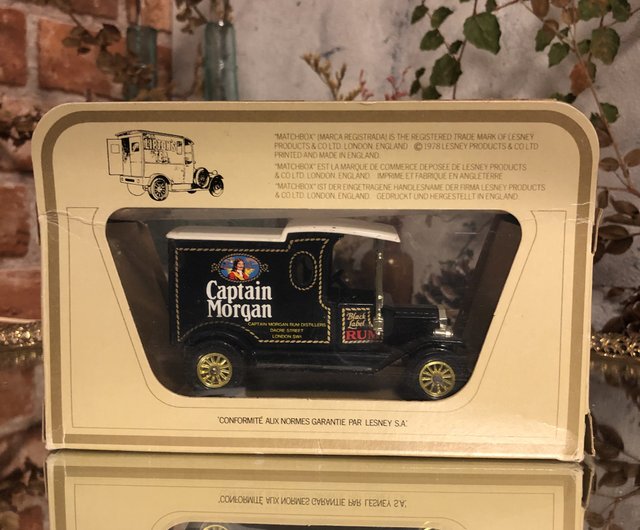 "MATCHBOX" (MARCA REGISTRADA) IS THE REGISTERED TRADE MARK OF LESNEY
PRODUCTS & CO LTD. LONDON. ENGLAND © 1978 LESNEY PRODUCTS & CO LTD
PRINTED AND MADE IN ENGLAND.
"MATCHBOX" EST LA MARQUE DE COMMERCE DEPOSEE DE LESNEY PRODUCTS
& CO LTD. LONDON, ENGLAND. IMPRIME ET FABRIQUE EN ANGLETERRE
"MATCHBOX" IST DER EINGETRAGENE HANDLESNAME DER FIRMA LESNEY PRODUCTS
& CO LTD. LONDON, ENGLAND. GEDRUCKT UND HERGESTELLT IN ENGLAND.
Captain
Morgan
CAPTAIN MORGAN RUM DISTILLERS
DACRE STREET
LONDON SW1
Black
Label
RUM
"CONFORMITÉ AUX NORMES GARANTIE PAR LESNEY S.A."